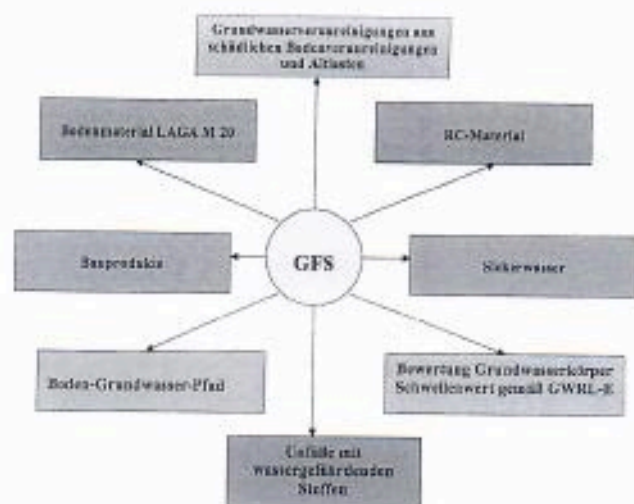 Grundwasserverunreinigungen aus
schädlichen Bodenverunreinigungen
und Altlasten
Bodenmaterial LAGA M 20
RC-Material
Bauprodukte
GFS
Sickerwasser
Boden-Grundwasser-Pfad
Bewertung Grundwasserkörper
Schwellenwert gemäß GWRL-E
Unfälle mit
wassergefährdenden
Stoffen